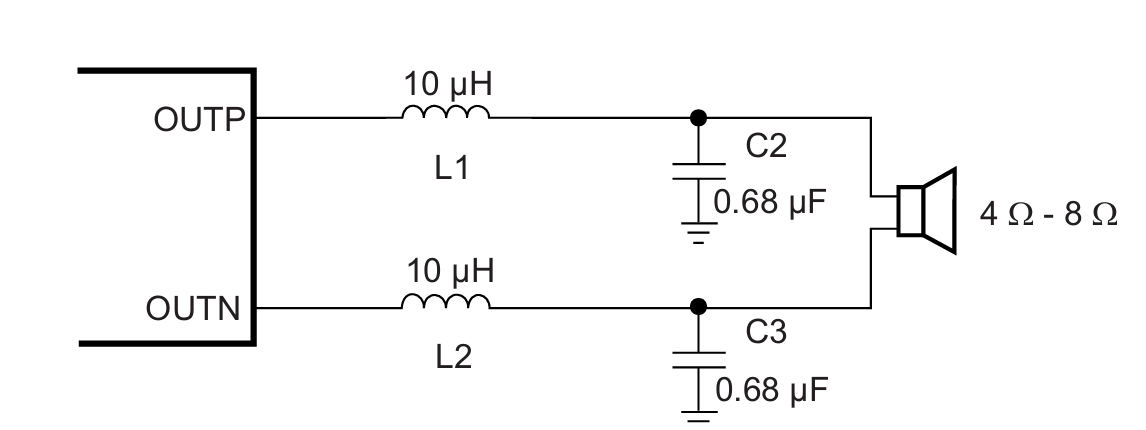 10 µH
OUTP
C2
L1
0.68 µF
4 Ω - 8 Ω
10 µH
OUTN
C3
L2
0.68 µF